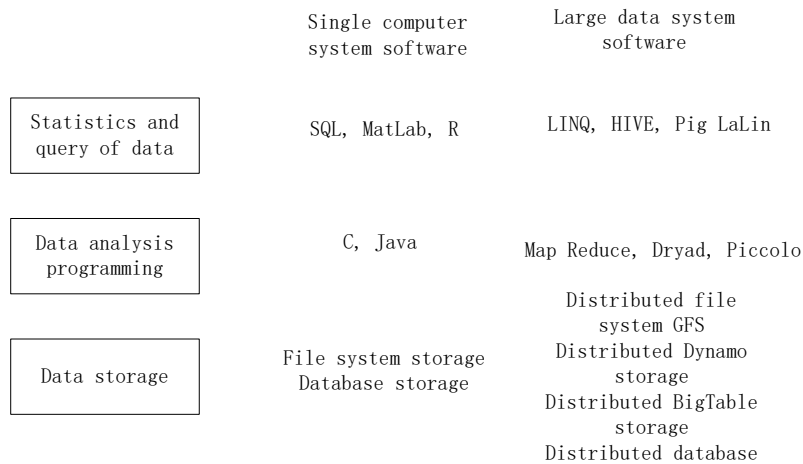 Single computer
system software
Large data system
software
Statistics and
query of data
SQL, MatLab, R
LINQ, HIVE, Pig LaLin
Data analysis
programming
C, Java
Map Reduce, Dryad, Piccolo
Data storage
File system storage
Database storage
Distributed file
system GFS
Distributed Dynamo
storage
Distributed BigTable
storage
Distributed database